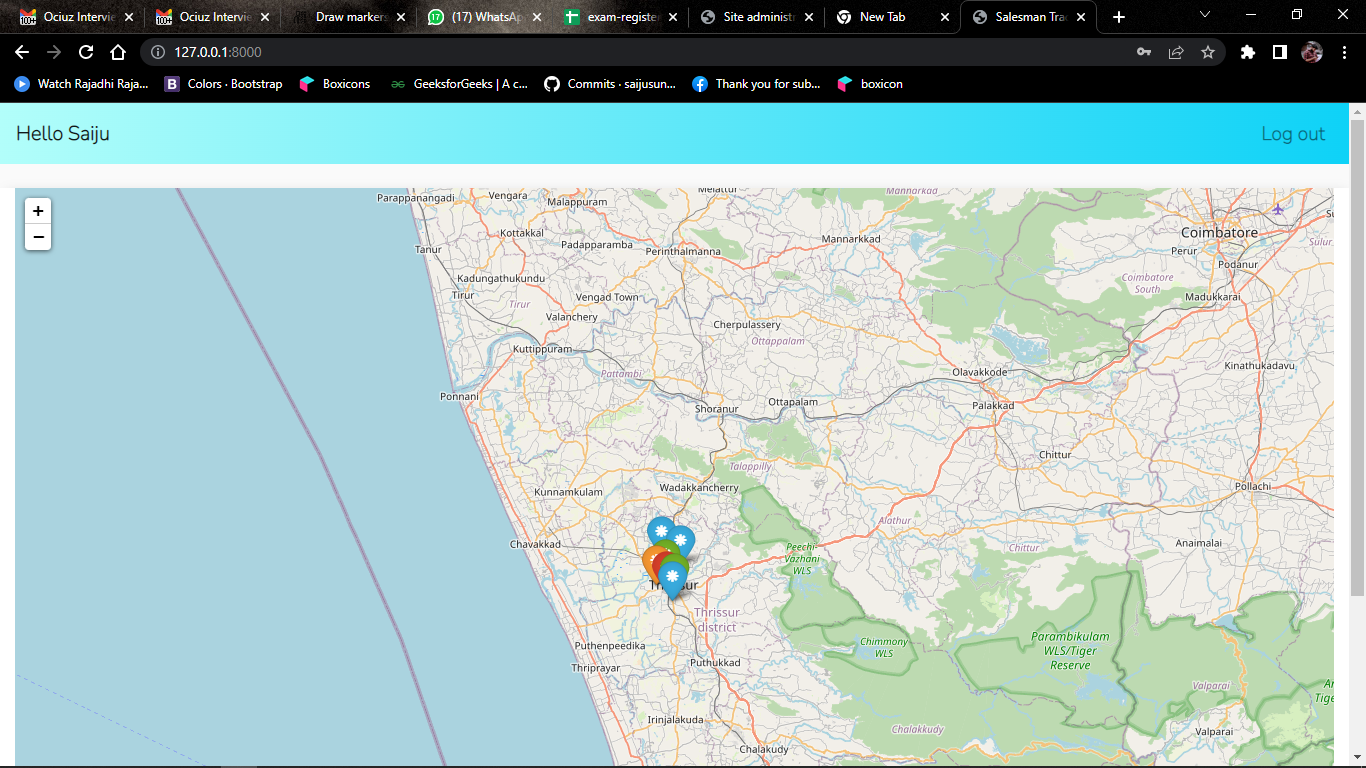 Ociuz Intervie
Ociuz Intervie
Draw markers
(17) WhatsAp
exam-registe
Site administr
New Tab
Salesman Tra
127.0.0.1:8000
Watch Rajadhi Raja...
Colors · Bootstrap
Boxicons
GeeksforGeeks | A c...
Commits · saijusun...
Thank you for sub...
boxicon
Hello Saiju
Log out
+
−
Parappanangadi
Vengara
Malappuram
Melattur
Mannarkkad
Kottakkal
Coimbatore
Tanur
Padapparamba
Perinthalmanna
Mannarkkad
Perur
Sulur
Podanur
Kadungathukundu
Coimbatore
South
Tirur
Tirur
Vengad Town
Madukkarai
Valanchery
Cherpulassery
Ottappalam
Kuttippuram
Pattambi
Olavakkode
Kinathukadavu
Ponnani
Shoranur
Ottapalam
Palakkad
Chittur
Talappilly
Kunnamkulam
Wadakkancherry
Pollachi
Alathur
Chavakkad
Peechi-
Vazhani
WLS
Chittur
Anaimalai
Thrissur
district
Parambikulam
WLS/Tiger
Reserve
Puthenpeedika
Chimmony
WLS
Thriprayar
Puthukkad
Valparai
Irinjalakuda
Chalakkudy
Valparai
Chalakudy